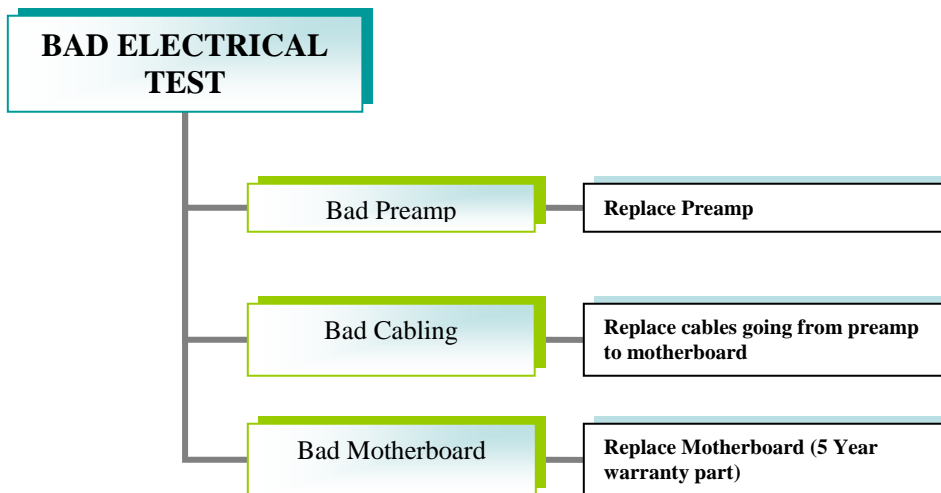 BAD ELECTRICAL
TEST
Bad Preamp
Replace Preamp
Bad Cabling
Replace cables going from preamp
to motherboard
Bad Motherboard
Replace Motherboard (5 Year
warranty part)